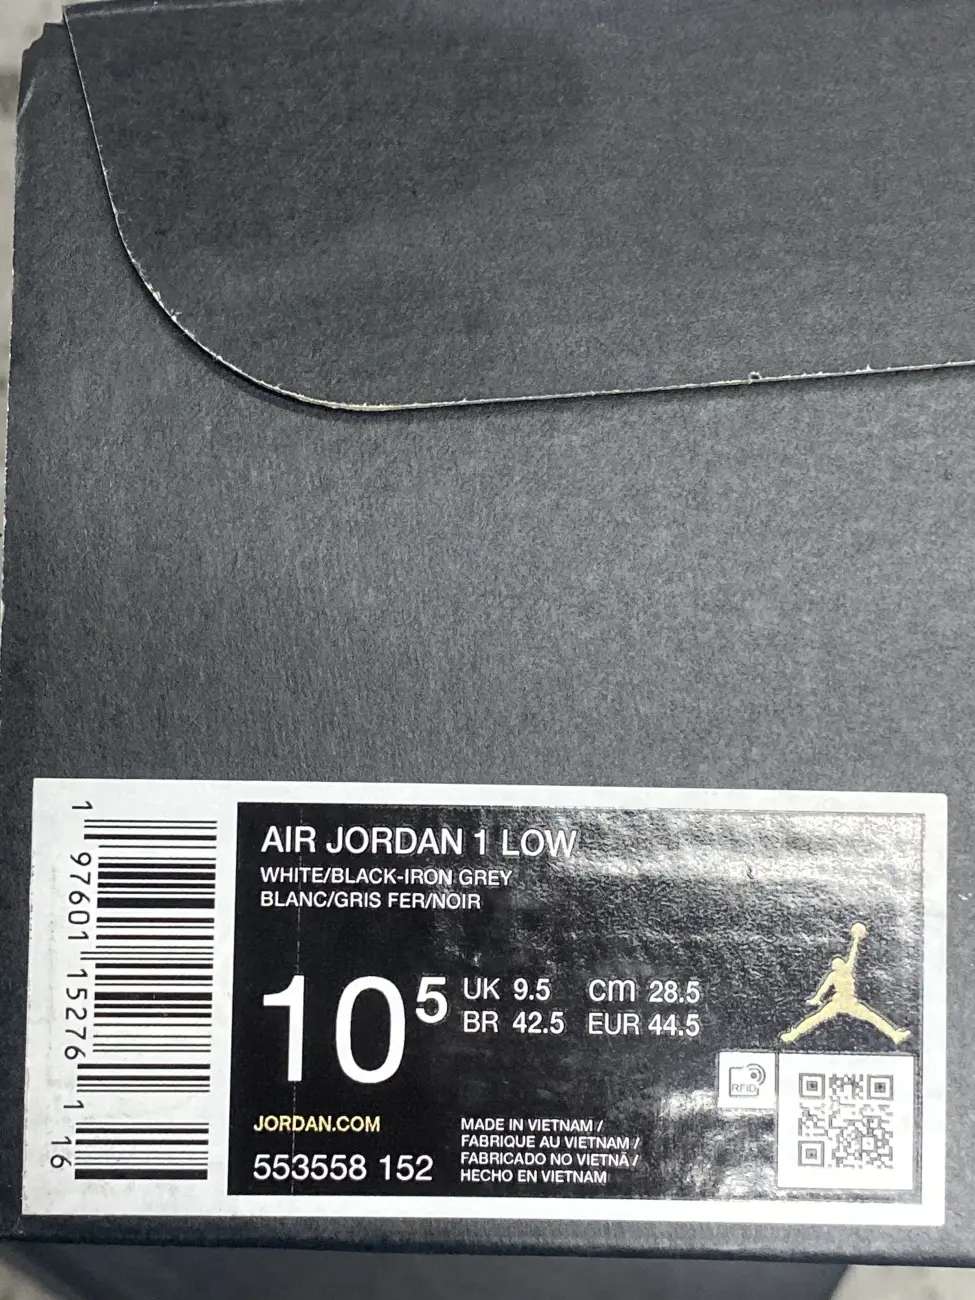 AIR JORDAN 1 LOW
WHITE/BLACK-IRON GREY
BLANC/GRIS FER/NOIR
10⁵
UK 9.5 cm 28.5
BR 42.5 EUR 44.5
RFID
JORDAN.COM
553558 152
MADE IN VIETNAM /
FABRIQUE AU VIETNAM /
FABRICADO NO VIETNÃ /
HECHO EN VIETNAM
1 97601 15276 1 16